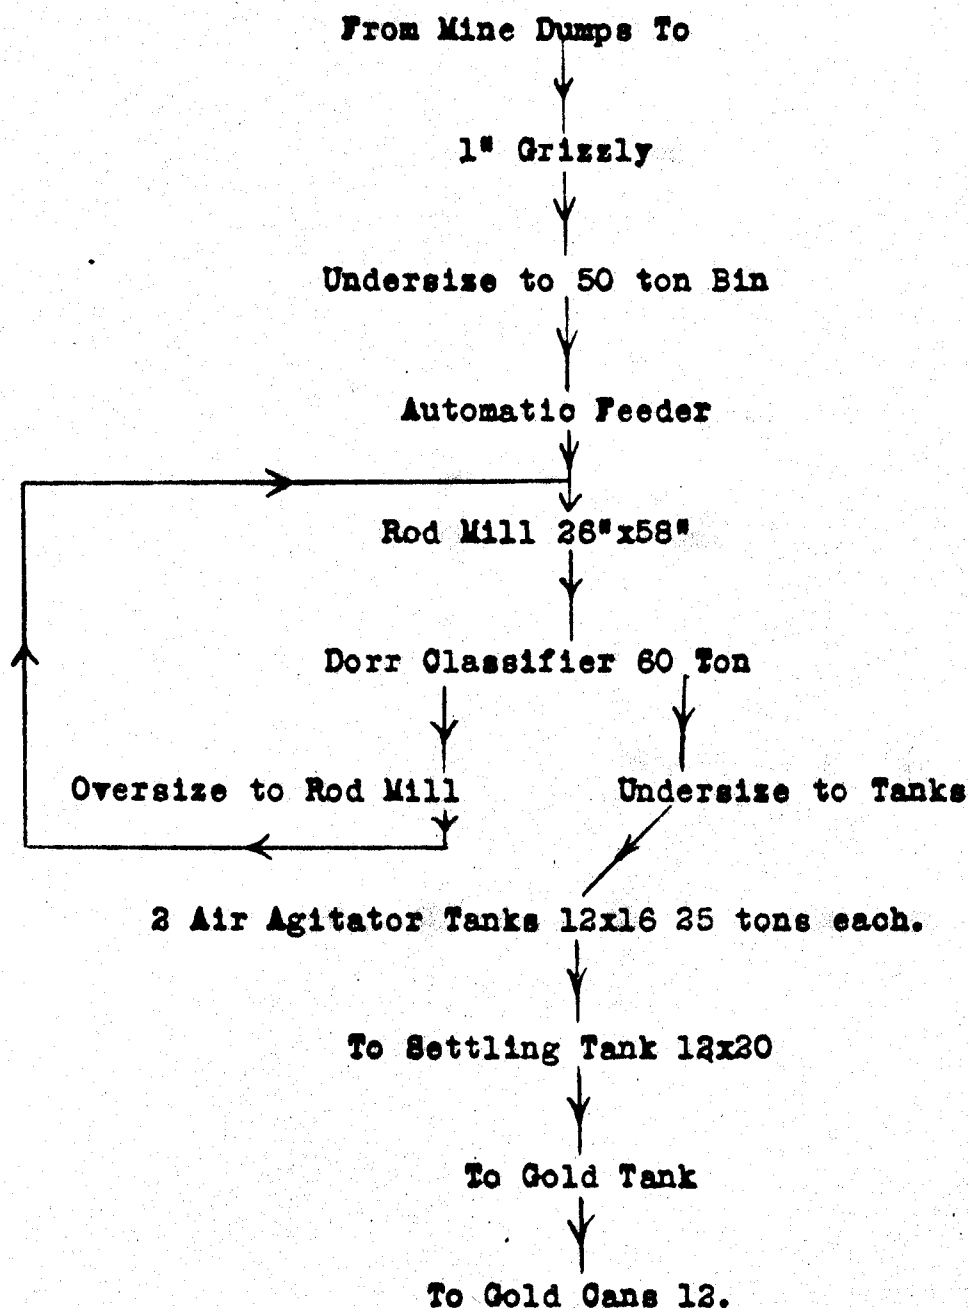 From Mine Dumps To
1" Grizzly
Undersize to 50 ton Bin
Automatic Feeder
Rod Mill 26"x58"
Dorr Classifier 60 Ton
Oversize to Rod Mill
Undersize to Tanks
2 Air Agitator Tanks 12x16 25 tons each.
To Settling Tank 12x20
To Gold Tank
To Gold Cans 12.